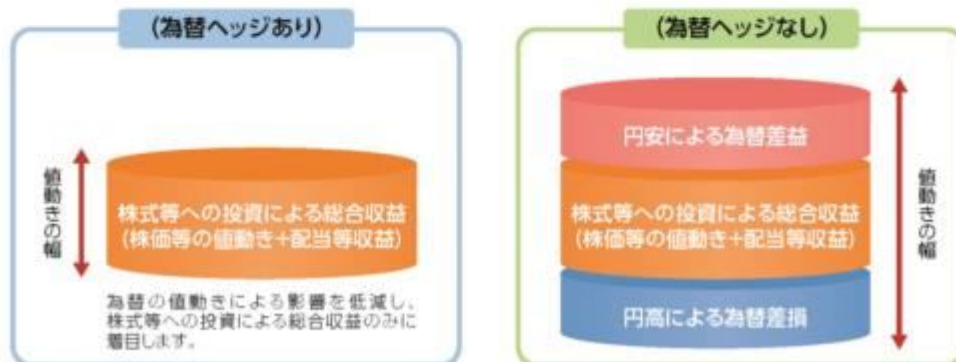 (為替ヘッジあり)
値動きの幅
株式等への投資による総合収益
(株価等の値動き+配当等収益)
為替の値動きによる影響を低減し、
株式等への投資による総合収益のみに
着目します。
(為替ヘッジなし)
円安による為替差益
株式等への投資による総合収益
(株価等の値動き+配当等収益)
円高による為替差損
値動きの幅